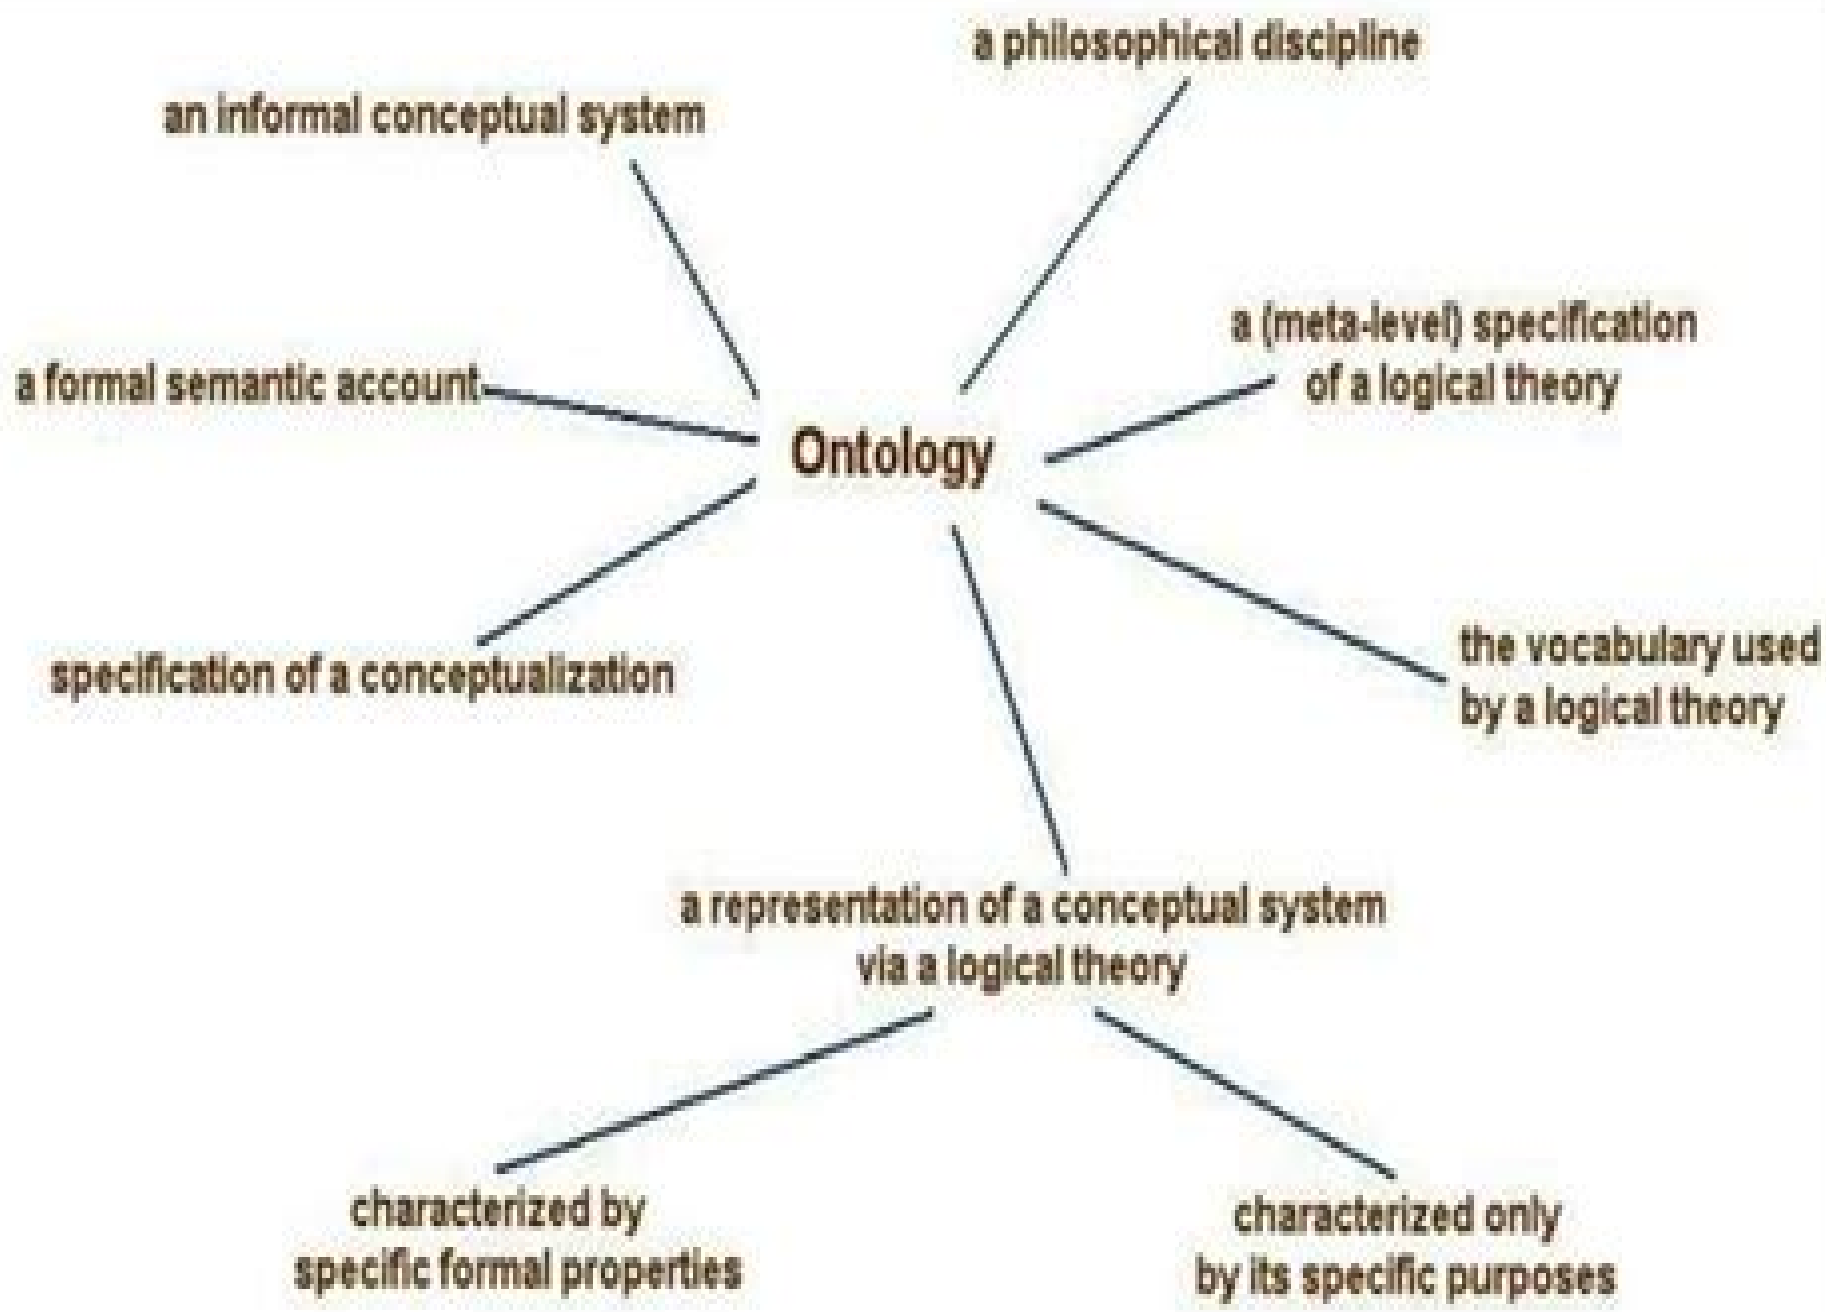 a philosophical discipline
an informal conceptual system
a (meta-level) specification
of a logical theory
a formal semantic account
Ontology
specification of a conceptualization
the vocabulary used
by a logical theory
a representation of a conceptual system
via a logical theory
characterized by
specific formal properties
characterized only
by its specific purposes